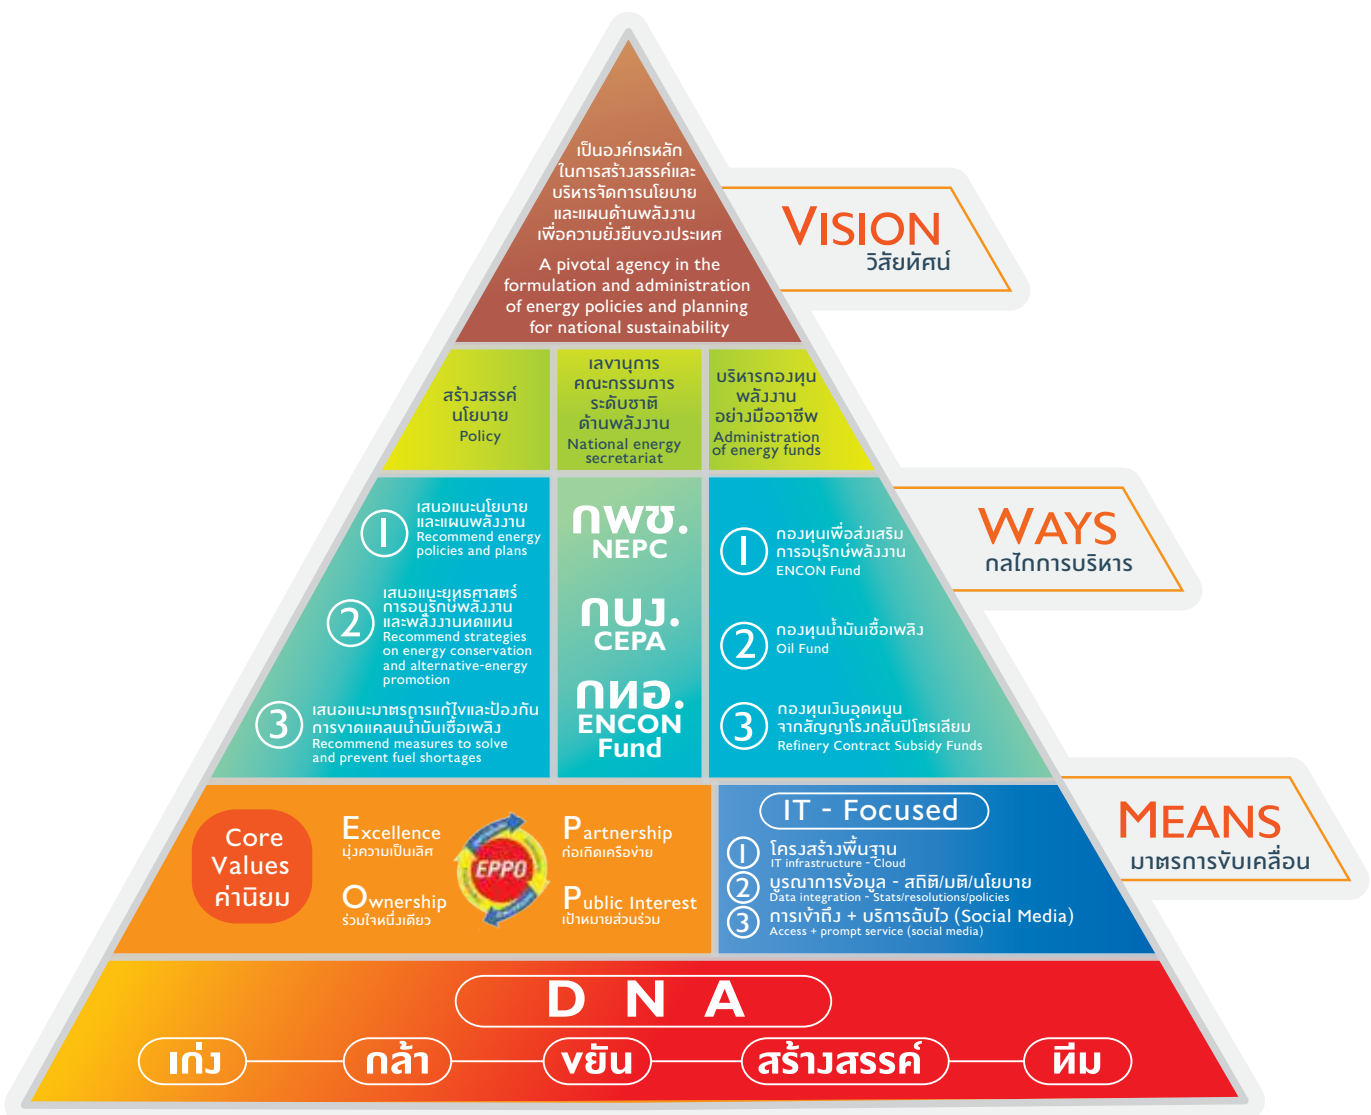 เป็นองค์กรหลัก
ในการสร้างสรรค์และ
บริหารจัดการนโยบาย
และแผนด้านพลังงาน
เพื่อความยั่งยืนของประเทศ
A pivotal agency in the
formulation and administration
of energy policies and planning
for national sustainability
VISION
วิสัยทัศน์
สร้างสรรค์
นโยบาย
Policy
เลขานุการ
คณะกรรมการ
ระดับชาติ
ด้านพลังงาน
National energy
secretariat
บริหารกองทุน
พลังงาน
อย่างมืออาชีพ
Administration
of energy funds
1
เสนอแนะนโยบาย
และแผนพลังงาน
Recommend energy
policies and plans
2
เสนอแนะยุทธศาสตร์
การอนุรักษ์พลังงาน
และพลังงานทดแทน
Recommend strategies
on energy conservation
and alternative-energy
promotion
3
เสนอแนะมาตรการแก้ไขและป้องกัน
การขาดแคลนน้ำมันเชื้อเพลิง
Recommend measures to solve
and prevent fuel shortages
กพช.
NEPC
กบง.
CEPA
กทอ.
ENCON
Fund
1
กองทุนเพื่อส่งเสริม
การอนุรักษ์พลังงาน
ENCON Fund
2
กองทุนน้ำมันเชื้อเพลิง
Oil Fund
3
กองทุนเงินอุดหนุน
จากสัญญาโรงกลั่นปิโตรเลียม
Refinery Contract Subsidy Funds
WAYS
กลไกการบริหาร
Core
Values
ค่านิยม
Excellence
มุ่งความเป็นเลิศ
Partnership
ก่อเกิดเครือข่าย
EPPO
Ownership
ร่วมใจหนึ่งเดียว
Public Interest
เป้าหมายส่วนร่วม
IT - Focused
1 โครงสร้างพื้นฐาน
IT infrastructure - Cloud
2 บูรณาการข้อมูล - สถิติ/มติ/นโยบาย
Data integration - Stats/resolutions/policies
3 การเข้าถึง + บริการฉับไว (Social Media)
Access + prompt service (social media)
MEANS
มาตรการขับเคลื่อน
DNA
เก่ง กล้า ขยัน สร้างสรรค์ ทีม